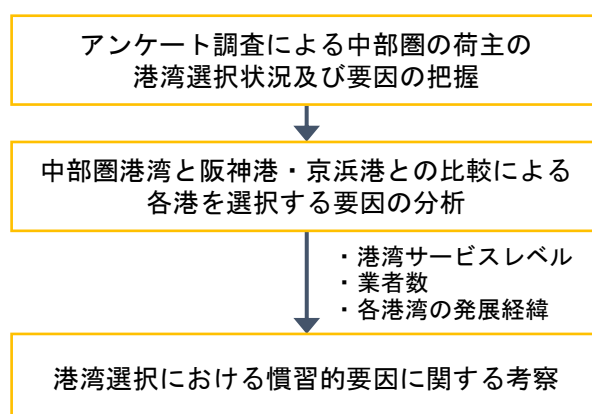 アンケート調査による中部圏の荷主の
港湾選択状況及び要因の把握
中部圏港湾と阪神港・京浜港との比較による
各港を選択する要因の分析
・港湾サービスレベル
・業者数
・各港湾の発展経緯
港湾選択における慣習的要因に関する考察